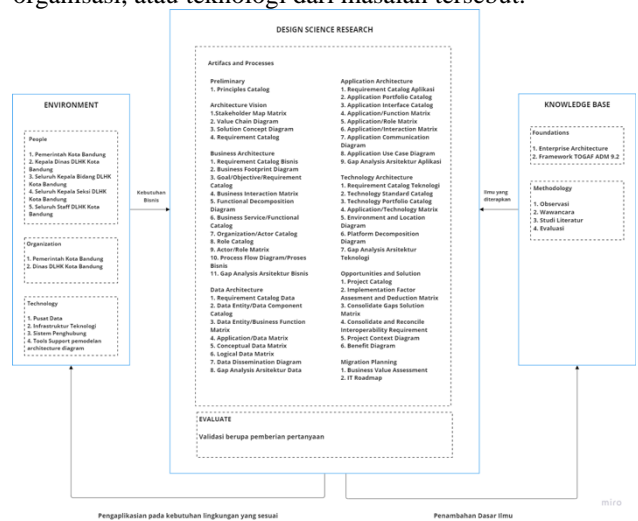 organisasi, atau teknologi dari masalah tersebut.
DESIGN SCIENCE RESEARCH
ENVIRONMENT
People
1. Pemerintah Kota Bandung
2. Kepala Dinas DLHK Kota
Bandung
3. Seluruh Kepala Bidang DLHK
Kota Bandung
4. Seluruh Kepala Seksi DLHK
Kota Bandung
5. Seluruh Staff DLHK Kota
Bandung
Organization
1. Pemerintah Kota Bandung
2. Dinas DLHK Kota Bandung
Technology
1. Pusat Data
2. Infrastruktur Teknologi
3. Sistem Penghubung
4. Tools Support pemodelan
architecture diagram
Kebutuhan
Bisnis
Artifacs and Processes
Preliminary
1. Principles Catalog
Architecture Vision
1.Stakeholder Map Matrix
2. Value Chain Diagram
3. Solution Concept Diagram
4. Requirement Catalog
Business Architecture
1. Requirement Catalog Bisnis
2. Business Footprint Diagram
3. Goal/Objective/Requirement
Catalog
4. Business Interaction Matrix
5. Functional Decomposition
Diagram
6. Business Service/Functional
Catalog
7. Organization/Actor Catalog
8. Role Catalog
9. Actor/Role Matrix
10. Process Flow Diagram/Proses
Bisnis
11. Gap Analysis Arsitektur Bisnis
Data Architecture
1. Requirement Catalog Data
2. Data Entity/Data Component
Catalog
3. Data Entity/Business Function
Matrix
4. Application/Data Matrix
5. Conceptual Data Matrix
6. Logical Data Matrix
7. Data Dissemination Diagram
8. Gap Analysis Arsitektur Data
Application Architecture
1. Requirement Catalog Aplikasi
2. Application Portfolio Catalog
3. Application Interface Catalog
4. Application/Function Matrix
5. Application/Role Matrix
6. Application/Interaction Matrix
7. Application Communication
Diagram
8. Application Use Case Diagram
9. Gap Analysis Arsitektur Aplikasi
Technology Architecture
1. Requirement Catalog Teknologi
2. Technology Standard Catalog
3. Technology Portfolio Catalog
4. Application/Technology Matrix
5. Environment and Location
Diagram
6. Platform Decomposition
Diagram
7. Gap Analysis Arsitektur
Teknologi
Opportunities and Solution
1. Project Catalog
2. Implementation Factor
Assesment and Deduction Matrix
3. Consolidate Gaps Solution
Matrix
4. Consolidate and Reconcile
Interoperability Requirement
5. Project Context Diagram
6. Benefit Diagram
Migration Planning
1. Business Value Assessment
2. IT Roadmap
EVALUATE
Validasi berupa pemberian pertanyaan
Ilmu yang
diterapkan
KNOWLEDGE BASE
Foundations
1. Enterprise Architecture
2. Framework TOGAF ADM 9.2
Methodology
1. Observasi
2. Wawancara
3. Studi Literatur
4. Evaluasi
Pengaplikasian pada kebutuhan lingkungan yang sesuai
Penambahan Dasar Ilmu
miro